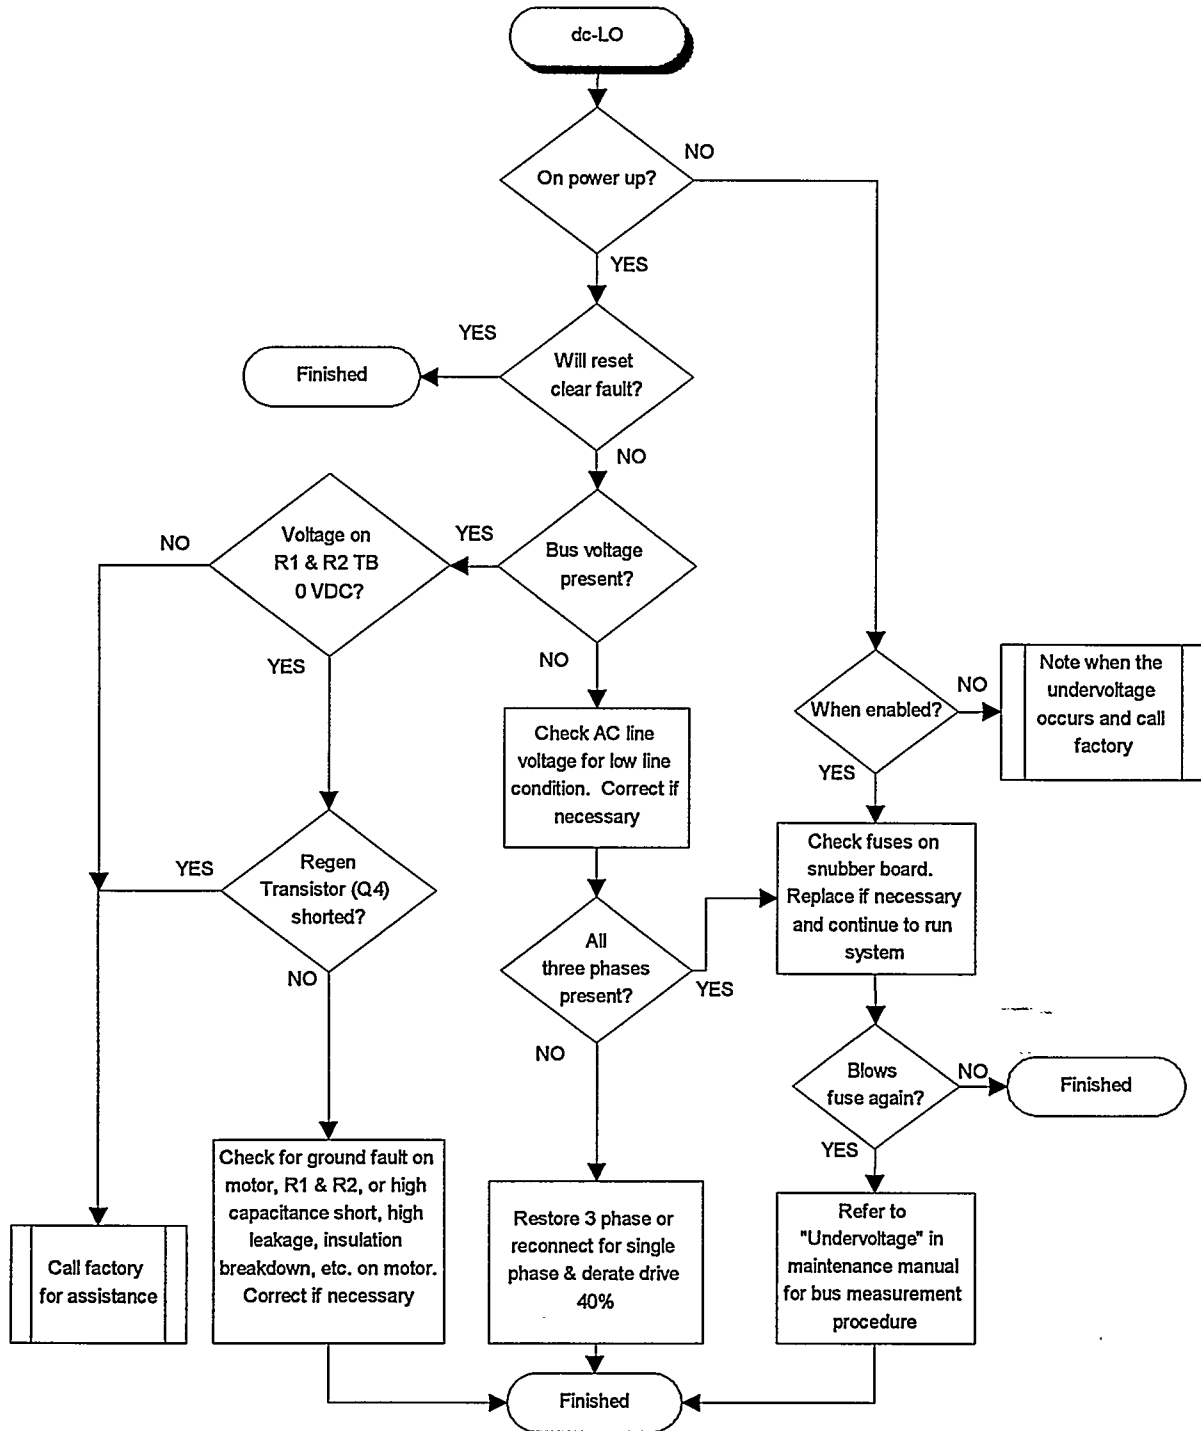 dc-LO
On power up?
NO
YES
YES
Will reset
clear fault?
Finished
NO
Voltage on
R1 & R2 TB
0 VDC?
NO
YES
Bus voltage
present?
YES
NO
When enabled?
NO
Note when the
undervoltage
occurs and call
factory
YES
Check AC line
voltage for low line
condition. Correct if
necessary
Regen
Transistor (Q4)
shorted?
YES
NO
Check fuses on
snubber board.
Replace if necessary
and continue to run
system
All
three phases
present?
YES
NO
Blows
fuse again?
NO
Finished
YES
Call factory
for assistance
Check for ground fault on
motor, R1 & R2, or high
capacitance short, high
leakage, insulation
breakdown, etc. on motor.
Correct if necessary
Restore 3 phase or
reconnect for single
phase & derate drive
40%
Refer to
"Undervoltage" in
maintenance manual
for bus measurement
procedure
Finished